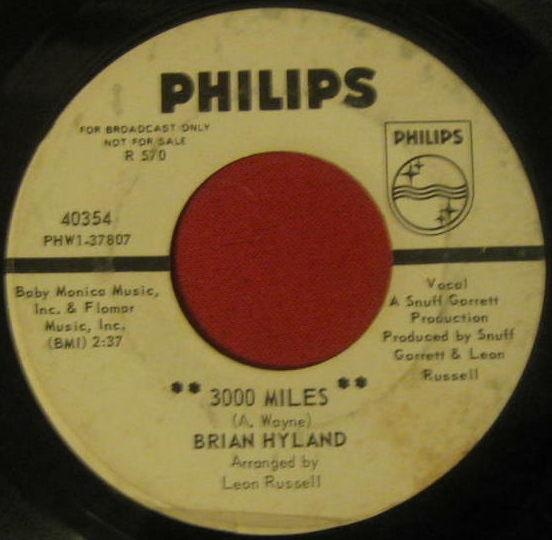 PHILIPS
FOR BROADCAST ONLY
NOT FOR SALE
R 570
PHILIPS
40354
PHW1-37807
Baby Monica Music,
Inc. & Flomar
Music, Inc.
(BMI) 2:37
Vocal
A Snuff Garrett
Production
Produced by Snuff
Garrett & Leon
Russell
** 3000 MILES **
(A. Wayne)
BRIAN HYLAND
Arranged by
Leon Russell